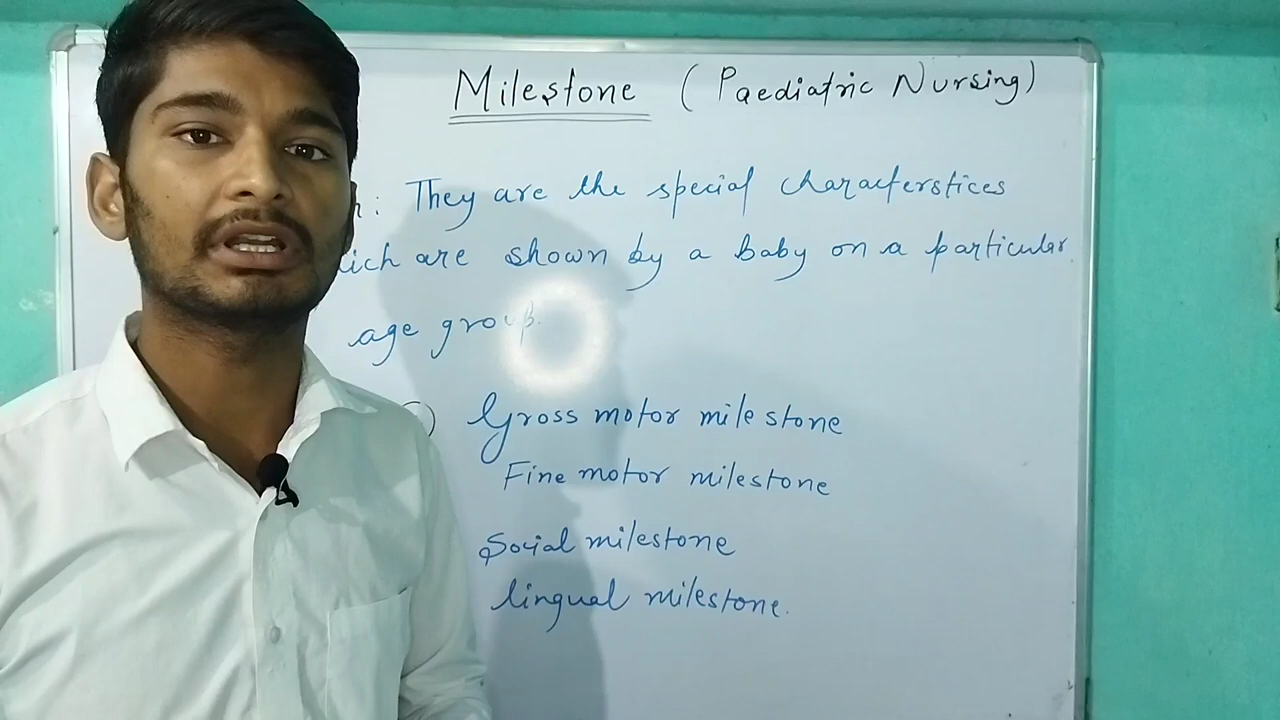 Milestone (Paediatric Nursing)
: They are the special characterstices
which are shown by a baby on a particular
age group.
Gross motor milestone
Fine motor milestone
Social milestone
lingual milestone.